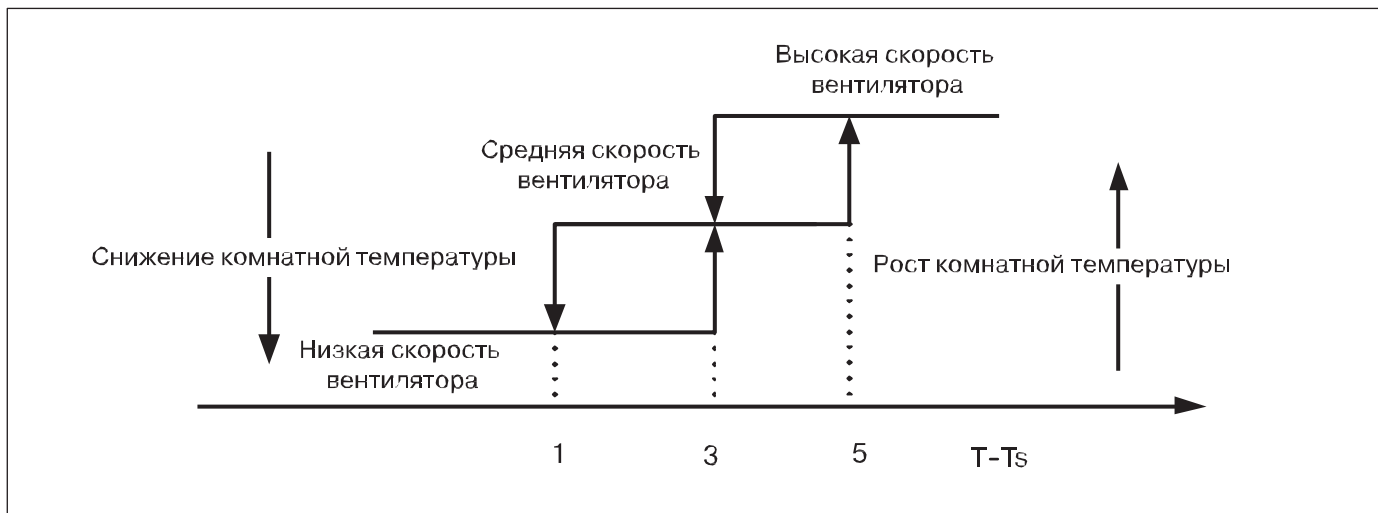 Высокая скорость
вентилятора
Средняя скорость
вентилятора
Снижение комнатной температуры
Рост комнатной температуры
Низкая скорость
вентилятора
1 3 5 T-Ts